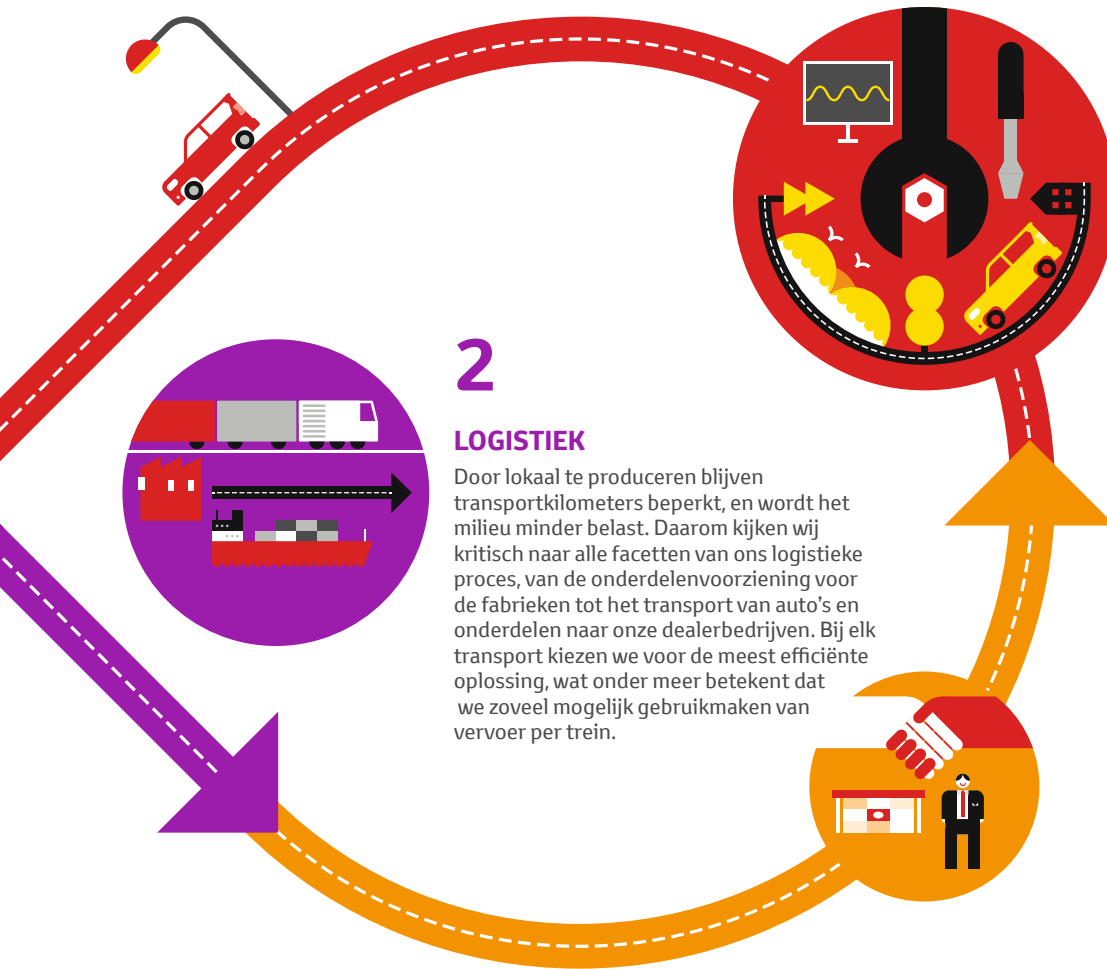 2
LOGISTIEK
Door lokaal te produceren blijven
transportkilometers beperkt, en wordt het
milieu minder belast. Daarom kijken wij
kritisch naar alle facetten van ons logistieke
proces, van de onderdelenvoorziening voor
de fabrieken tot het transport van auto's en
onderdelen naar onze dealerbedrijven. Bij elk
transport kiezen we voor de meest efficiënte
oplossing, wat onder meer betekent dat
we zoveel mogelijk gebruikmaken van
vervoer per trein.